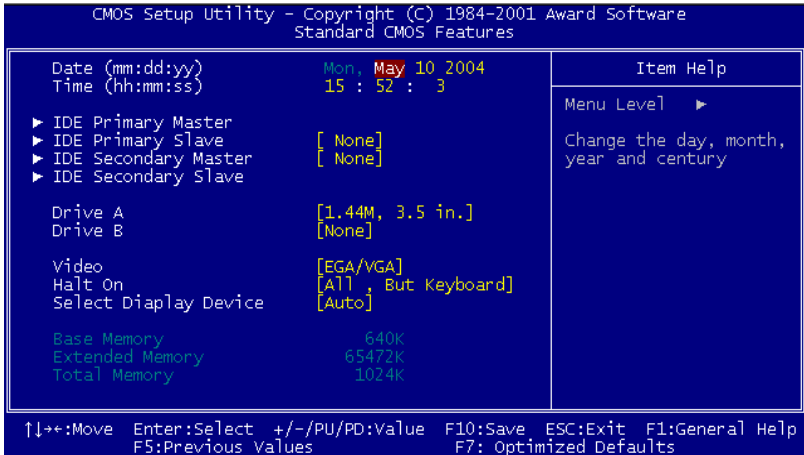 CMOS Setup Utility – Copyright (C) 1984–2001 Award Software
Standard CMOS Features
Date (mm:dd:yy) Mon, May 10 2004
Time (hh:mm:ss) 15 : 52 : 3
► IDE Primary Master
► IDE Primary Slave [ None]
► IDE Secondary Master [ None]
► IDE Secondary Slave
Drive A [1.44M, 3.5 in.]
Drive B [None]
Video [EGA/VGA]
Halt On [All , But Keyboard]
Select Diaplay Device [Auto]
Base Memory 640K
Extended Memory 65472K
Total Memory 1024K
Item Help
Menu Level ►
Change the day, month,
year and century
↑↓→←:Move Enter:Select +/-/PU/PD:Value F10:Save ESC:Exit F1:General Help
F5:Previous Values F7: Optimized Defaults